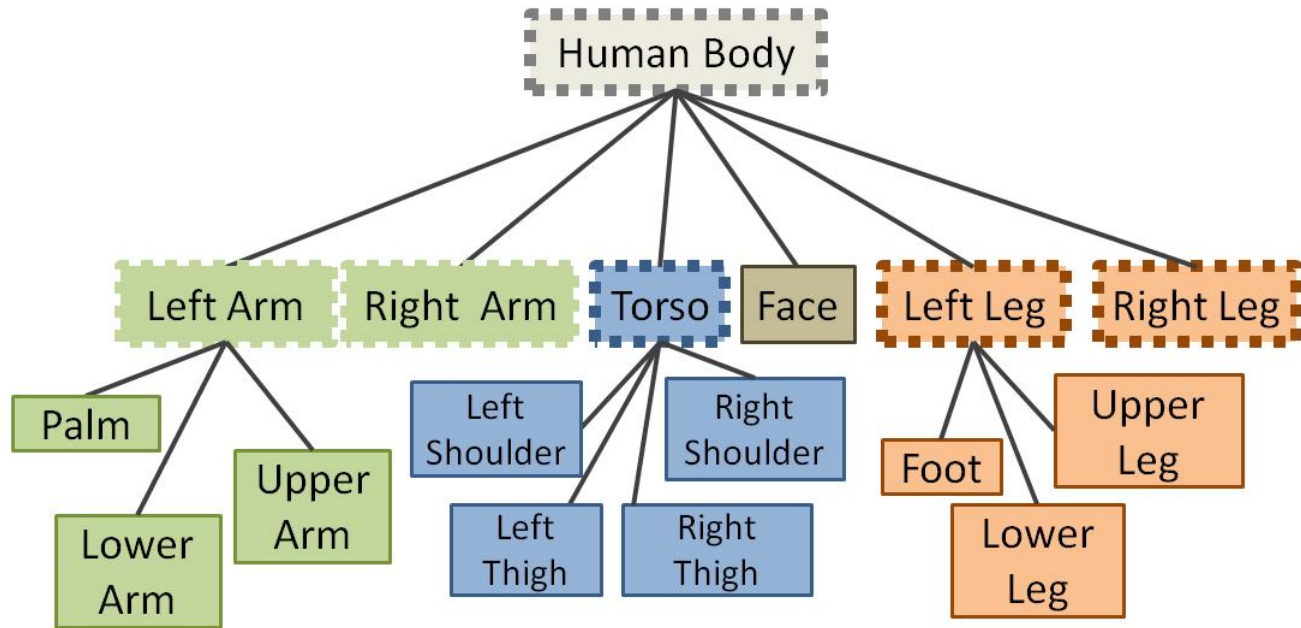 Human Body
Left Arm
Right Arm
Torso
Face
Left Leg
Right Leg
Palm
Lower
Arm
Upper
Arm
Left
Shoulder
Right
Shoulder
Left
Thigh
Right
Thigh
Foot
Lower
Leg
Upper
Leg